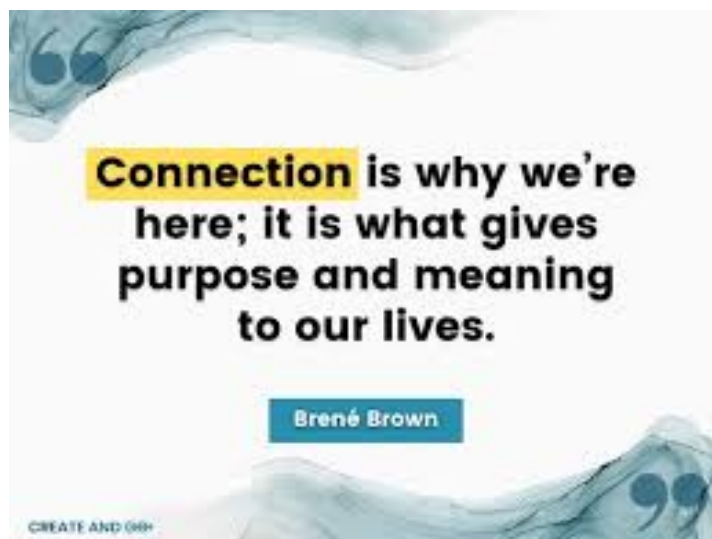 Connection is why we're
here; it is what gives
purpose and meaning
to our lives.
Brené Brown
CREATE AND